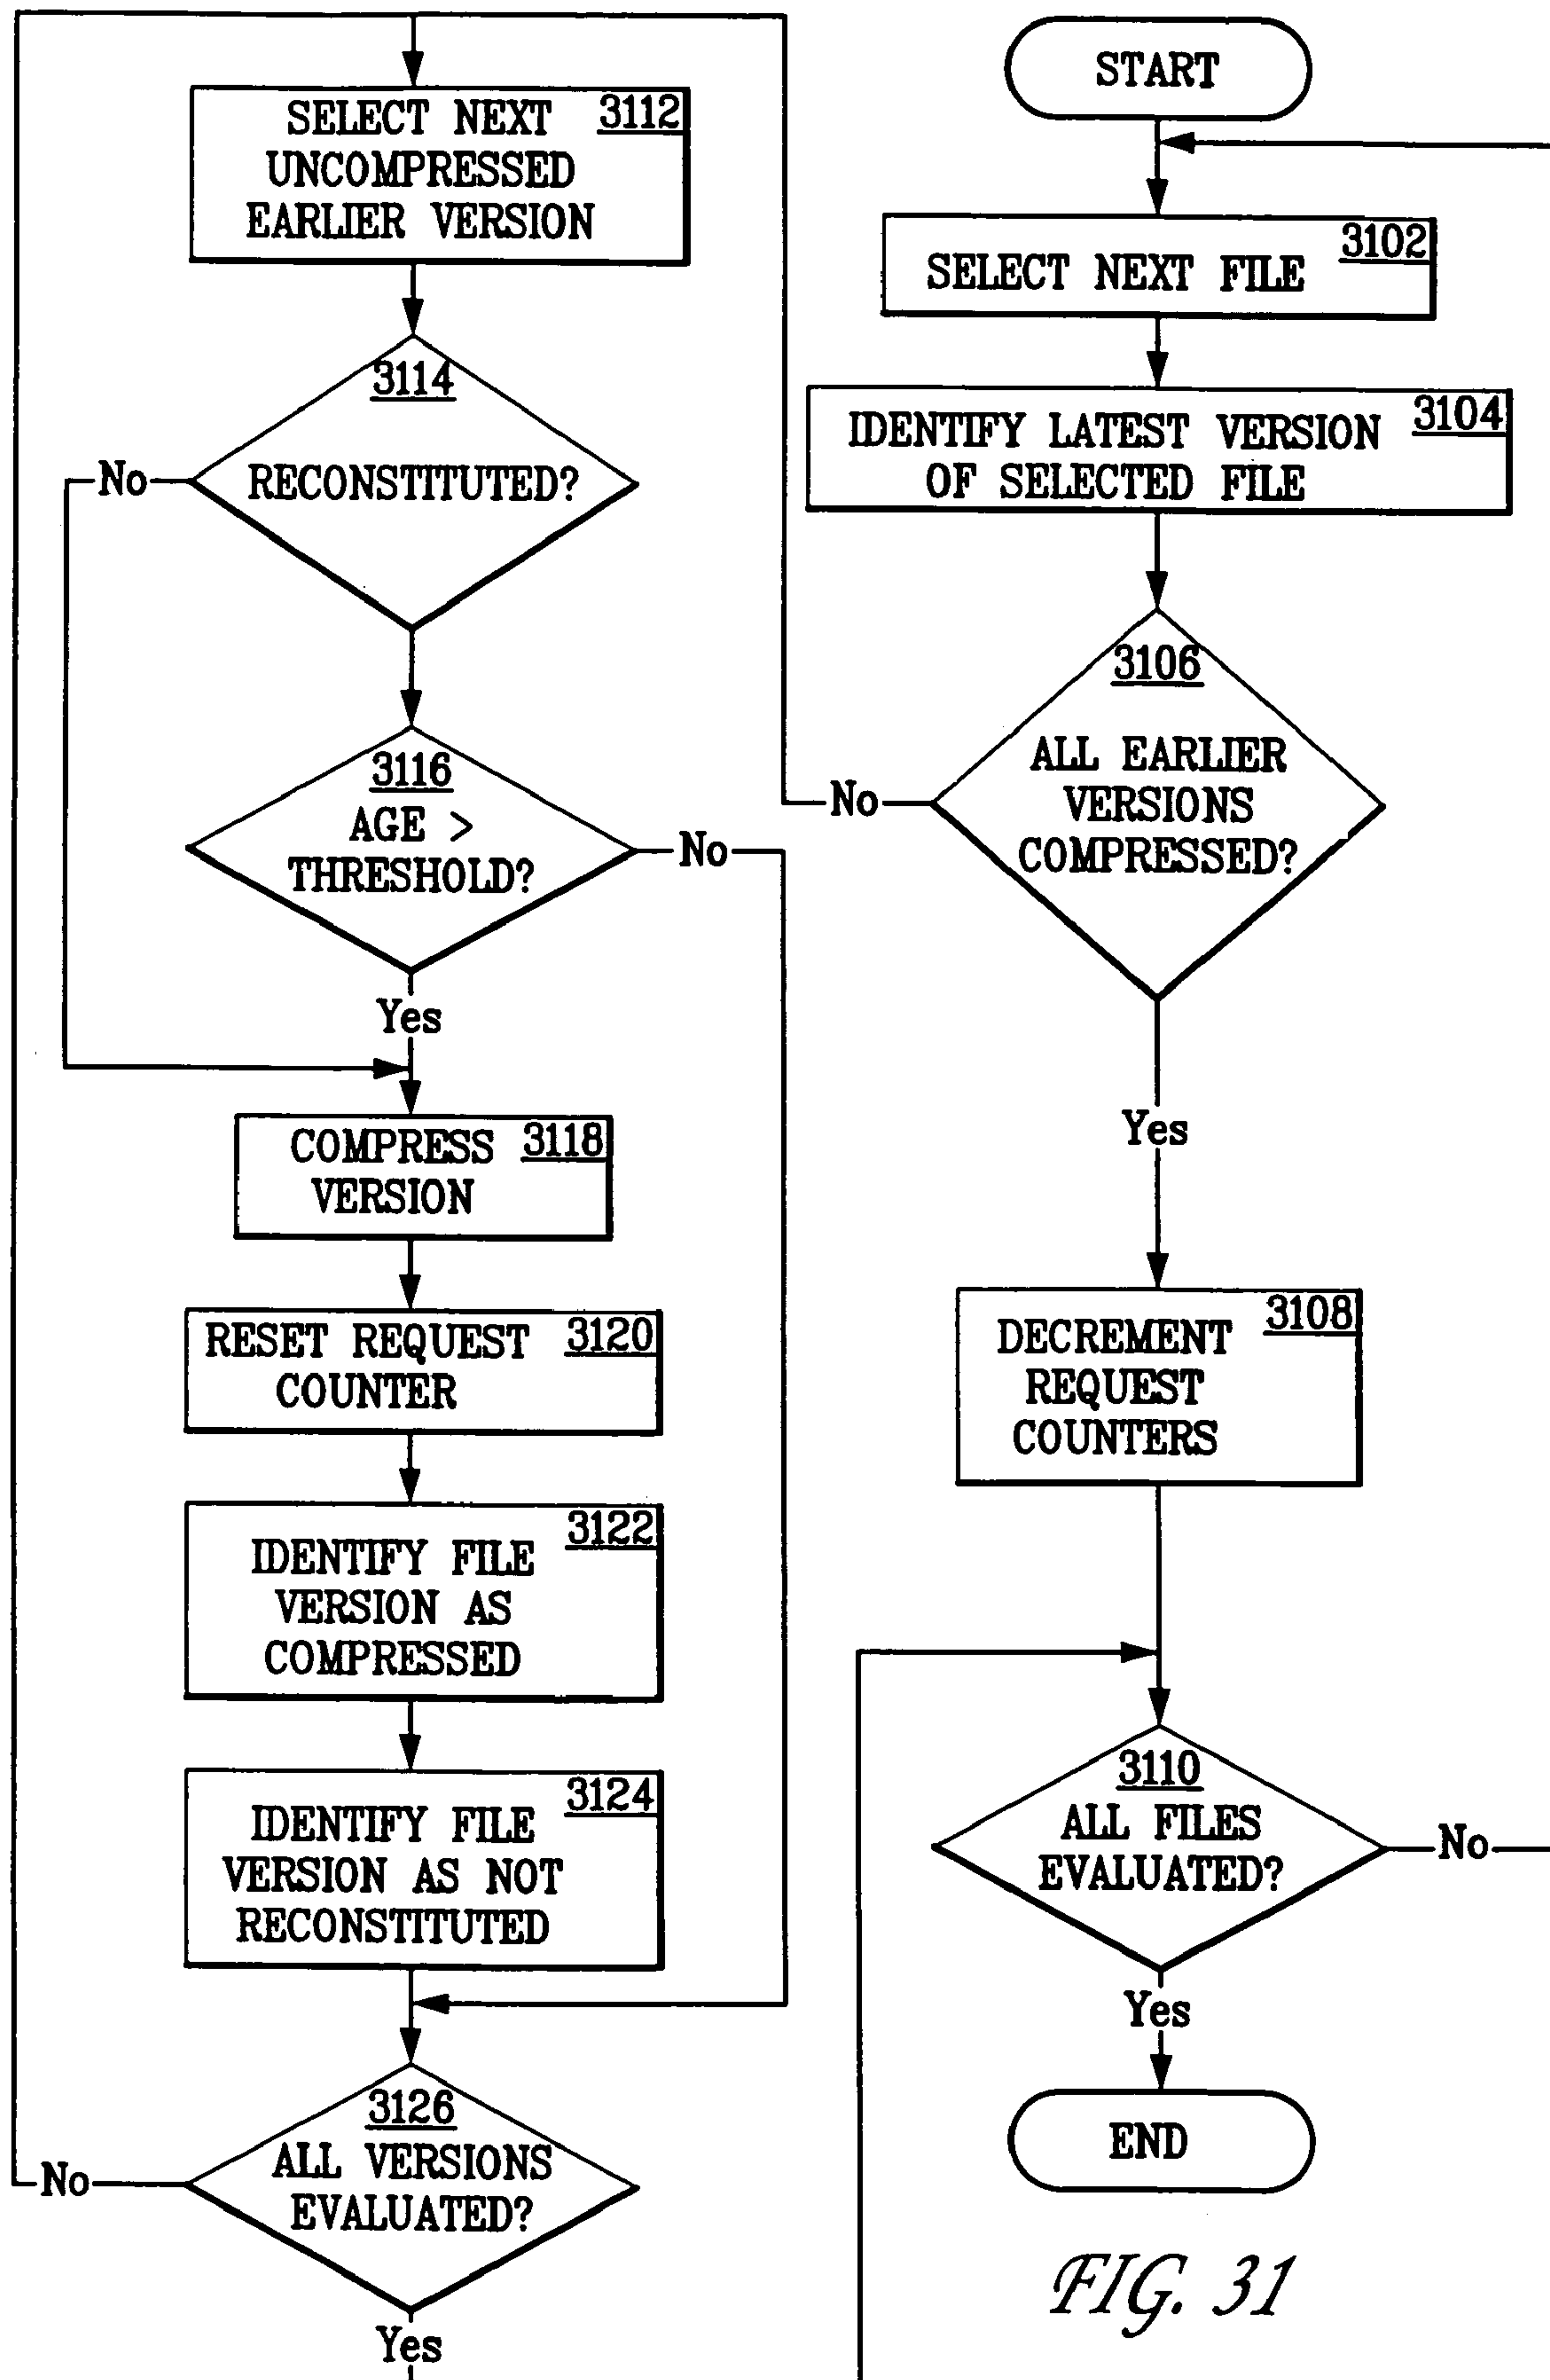 START
3102
SELECT NEXT FILE
3104
IDENTIFY LATEST VERSION
OF SELECTED FILE
3106
ALL EARLIER
VERSIONS
COMPRESSED?
No
Yes
3108
DECREMENT
REQUEST
COUNTERS
3110
ALL FILES
EVALUATED?
No
Yes
END
SELECT NEXT 3112
UNCOMPRESSED
EARLIER VERSION
3114
RECONSTITUTED?
No
3116
AGE >
THRESHOLD?
No
Yes
COMPRESS 3118
VERSION
RESET REQUEST 3120
COUNTER
3122
IDENTIFY FILE
VERSION AS
COMPRESSED
3124
IDENTIFY FILE
VERSION AS NOT
RECONSTITUTED
3126
ALL VERSIONS
EVALUATED?
No
Yes
FIG. 31